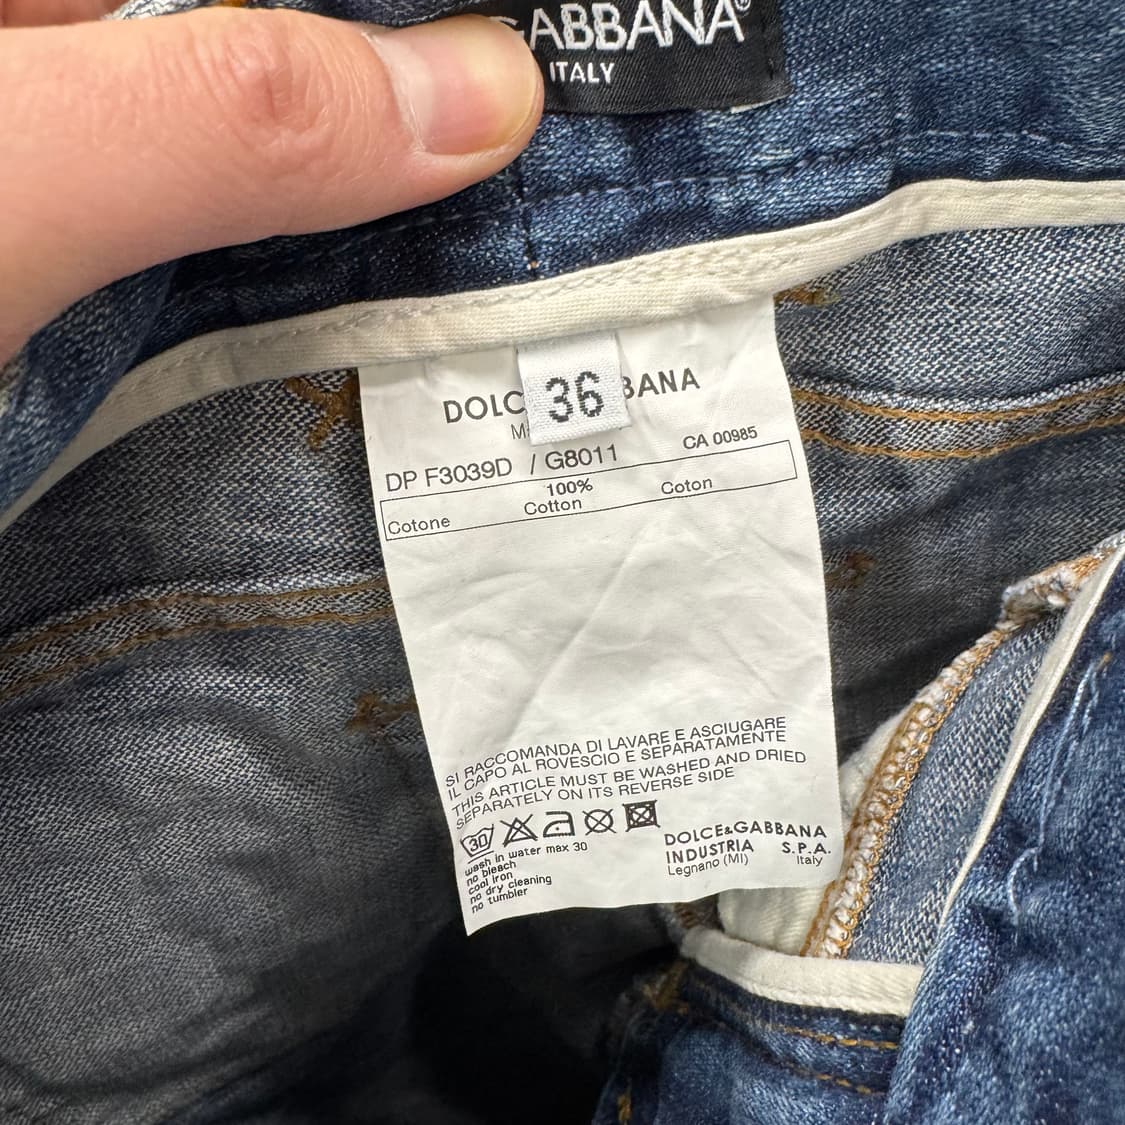 GABBANA®
ITALY
36
DOLC BANA
CA 00985
DP F3039D / G8011
100%
Cotone Cotton Coton
SI RACCOMANDA DI LAVARE E ASCIUGARE
IL CAPO AL ROVESCIO E SEPARATAMENTE
THIS ARTICLE MUST BE WASHED AND DRIED
SEPARATELY ON ITS REVERSE SIDE
30
wash in water max 30
no bleach
cool iron
no dry cleaning
no tumbler
DOLCE&GABBANA
INDUSTRIA S.P.A.
Legnano (MI) Italy